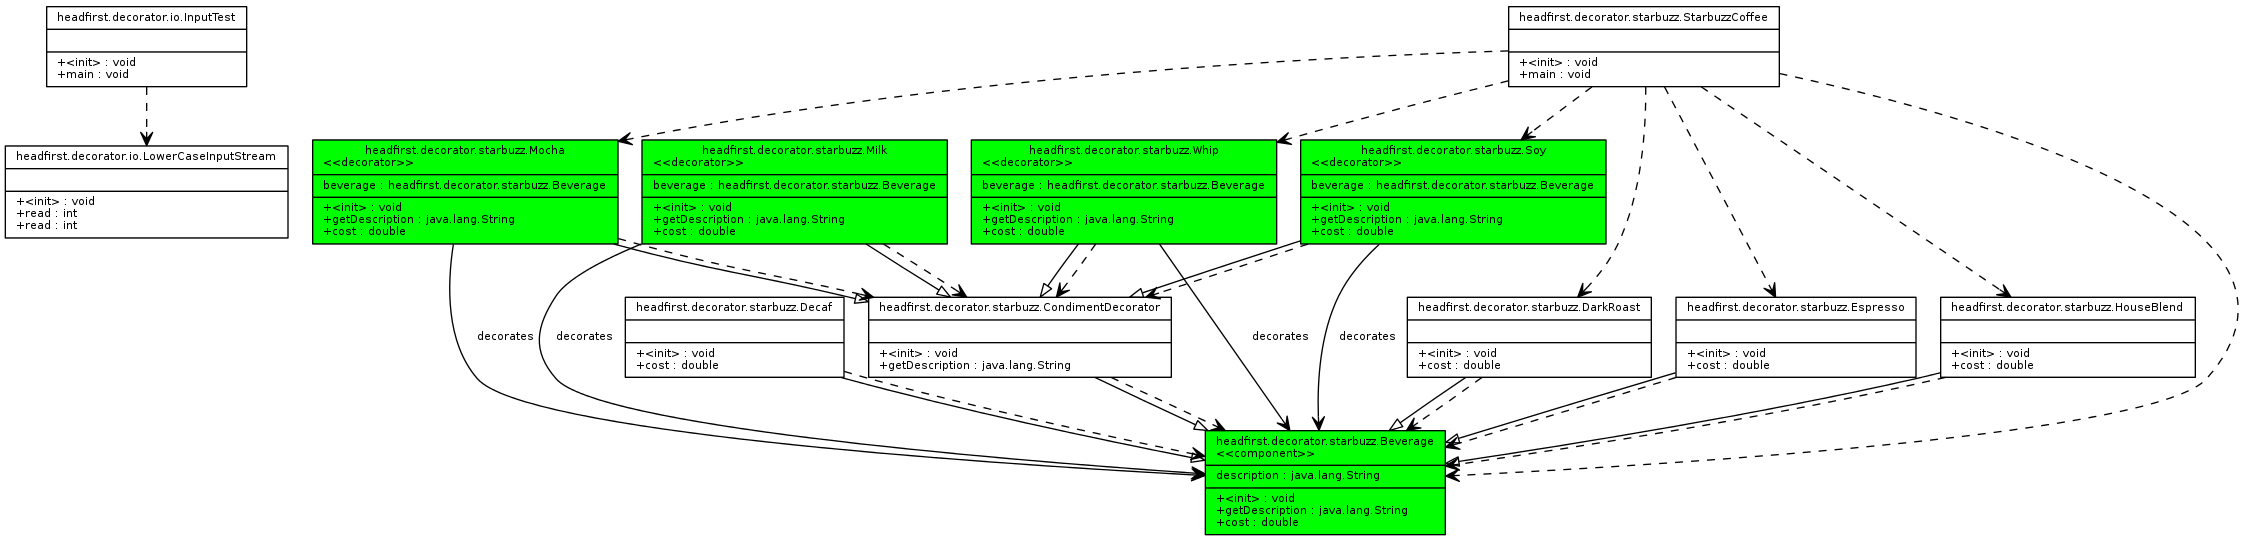 headfirst.decorator.io.InputTest
+<init> : void
+main : void
headfirst.decorator.starbuzz.StarbuzzCoffee
+<init> : void
+main : void
headfirst.decorator.io.LowerCaseInputStream
+<init> : void
+read : int
+read : int
headfirst.decorator.starbuzz.Mocha
<<decorator>>
beverage : headfirst.decorator.starbuzz.Beverage
+<init> : void
+getDescription : java.lang.String
+cost : double
headfirst.decorator.starbuzz.Milk
<<decorator>>
beverage : headfirst.decorator.starbuzz.Beverage
+<init> : void
+getDescription : java.lang.String
+cost : double
headfirst.decorator.starbuzz.Whip
<<decorator>>
beverage : headfirst.decorator.starbuzz.Beverage
+<init> : void
+getDescription : java.lang.String
+cost : double
headfirst.decorator.starbuzz.Soy
<<decorator>>
beverage : headfirst.decorator.starbuzz.Beverage
+<init> : void
+getDescription : java.lang.String
+cost : double
decorates
decorates
headfirst.decorator.starbuzz.Decaf
+<init> : void
+cost : double
headfirst.decorator.starbuzz.CondimentDecorator
+<init> : void
+getDescription : java.lang.String
decorates
decorates
headfirst.decorator.starbuzz.DarkRoast
+<init> : void
+cost : double
headfirst.decorator.starbuzz.Espresso
+<init> : void
+cost : double
headfirst.decorator.starbuzz.HouseBlend
+<init> : void
+cost : double
headfirst.decorator.starbuzz.Beverage
<<component>>
description : java.lang.String
+<init> : void
+getDescription : java.lang.String
+cost : double